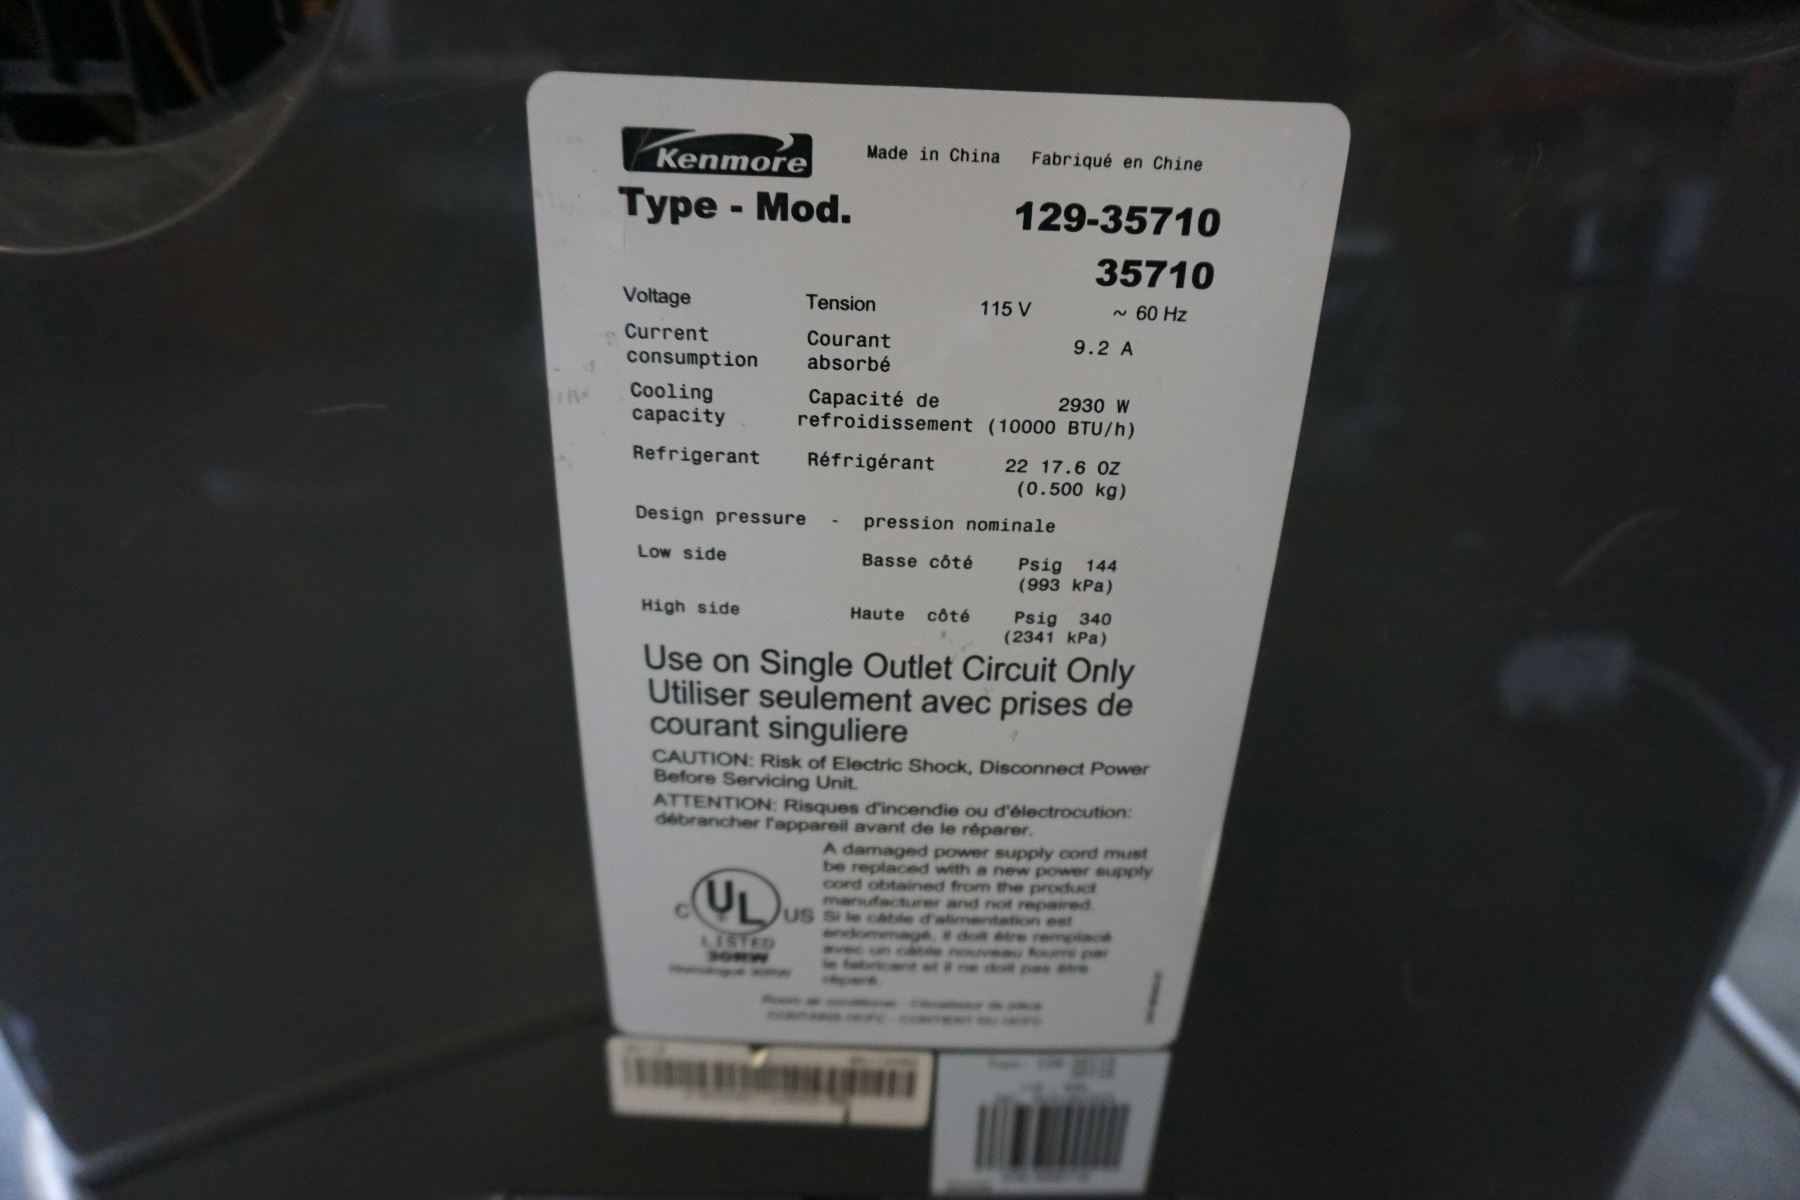 Kenmore Made in China Fabriqué en Chine
Type - Mod. 129-35710
35710
Voltage Tension 115 V ~ 60 Hz
Current Courant 9.2 A
consumption absorbé
Cooling Capacité de 2930 W
capacity refroidissement (10000 BTU/h)
Refrigerant Réfrigérant 22 17.6 OZ
(0.500 kg)
Design pressure - pression nominale
Low side Basse côté Psig 144
(993 kPa)
High side Haute côté Psig 340
(2341 kPa)
Use on Single Outlet Circuit Only
Utiliser seulement avec prises de
courant singuliere
CAUTION: Risk of Electric Shock, Disconnect Power
Before Servicing Unit.
ATTENTION: Risques d'incendie ou d'électrocution:
débrancher l'appareil avant de le réparer.
A damaged power supply cord must
be replaced with a new power supply
cord obtained from the product
manufacturer and not repaired.
Si le câble d'alimentation est
endommagé, il doit être remplacé
avec un câble nouveau fourni par
le fabricant et il ne doit pas être
réparé.
C UL ® US
LISTED
30RW
Homologué 30RW
Room air conditioner - Climatiseur de pièce
CONTAINS HCFC - CONTIENT DU HCFC